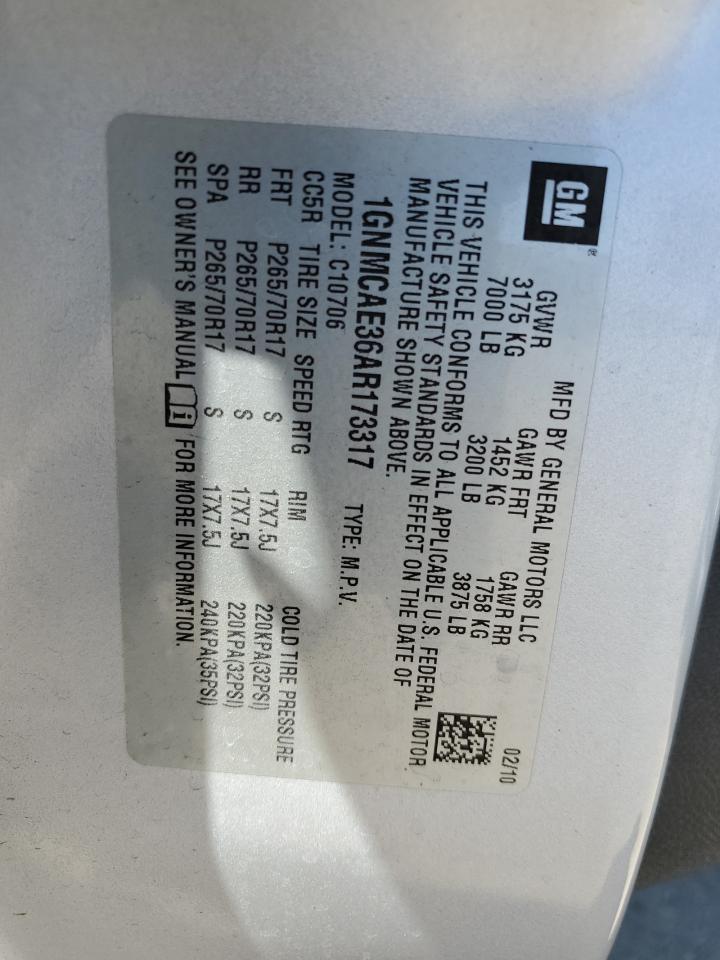 GM®
MFD BY GENERAL MOTORS LLC 02/10
GVWR GAWR FRT GAWR RR
3175 KG 1452 KG 1758 KG
7000 LB 3200 LB 3875 LB
THIS VEHICLE CONFORMS TO ALL APPLICABLE U.S. FEDERAL MOTOR
VEHICLE SAFETY STANDARDS IN EFFECT ON THE DATE OF
MANUFACTURE SHOWN ABOVE.
1GNMCAE36AR173317 TYPE: M.P.V.
MODEL: C10706
CC5R TIRE SIZE SPEED RTG RIM COLD TIRE PRESSURE
FRT P265/70R17 S 17X7.5J 220KPA(32PSI)
RR P265/70R17 S 17X7.5J 220KPA(32PSI)
SPA P265/70R17 S 17X7.5J 240KPA(35PSI)
SEE OWNER'S MANUAL i FOR MORE INFORMATION.